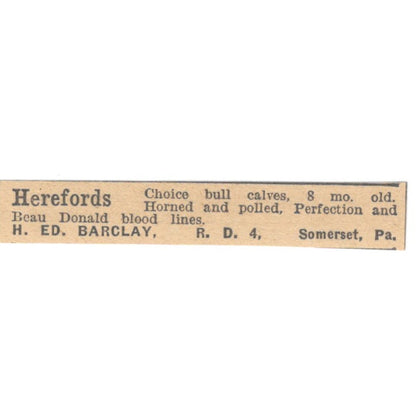 Herefords Choice bull calves, 8 mo. old.
Horned and polled, Perfection and
Beau Donald blood lines.
H. ED. BARCLAY, R. D. 4, Somerset, Pa.